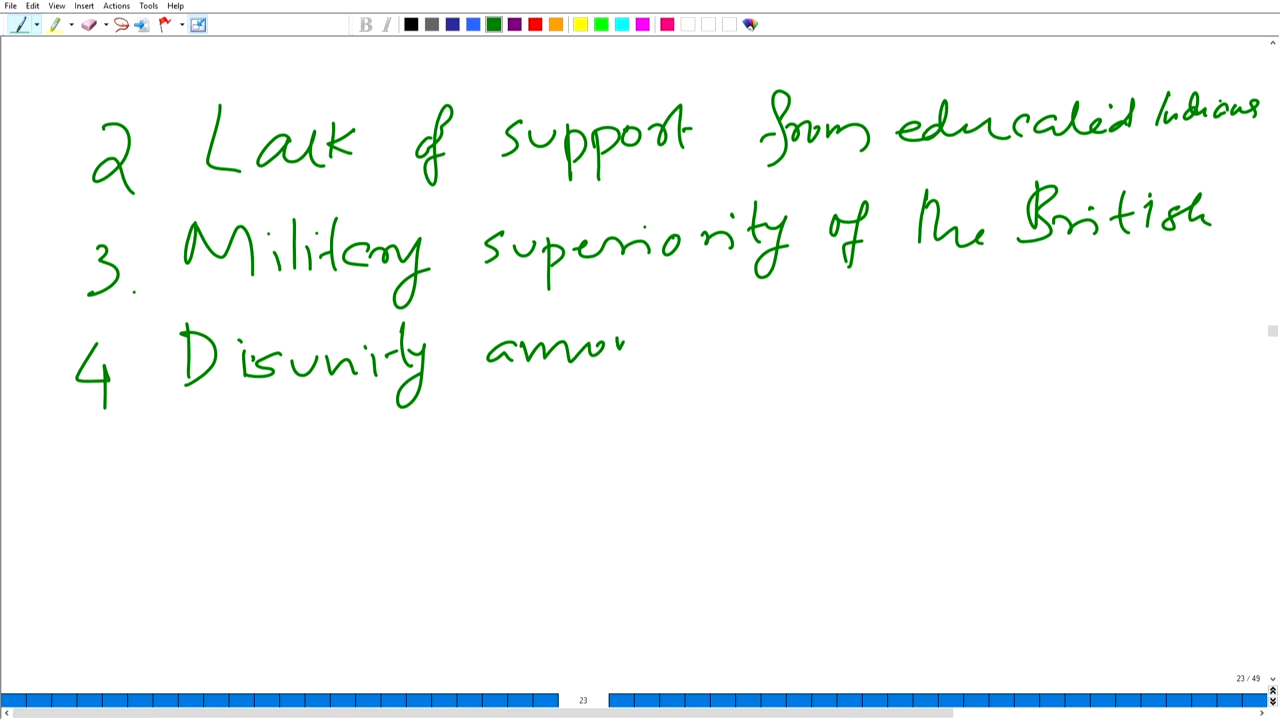 File Edit View Insert Actions Tools Help
B I
2 Lack of support from educated Indians
3. Military superiority of the British
4 Disunity amo
23 / 49
23